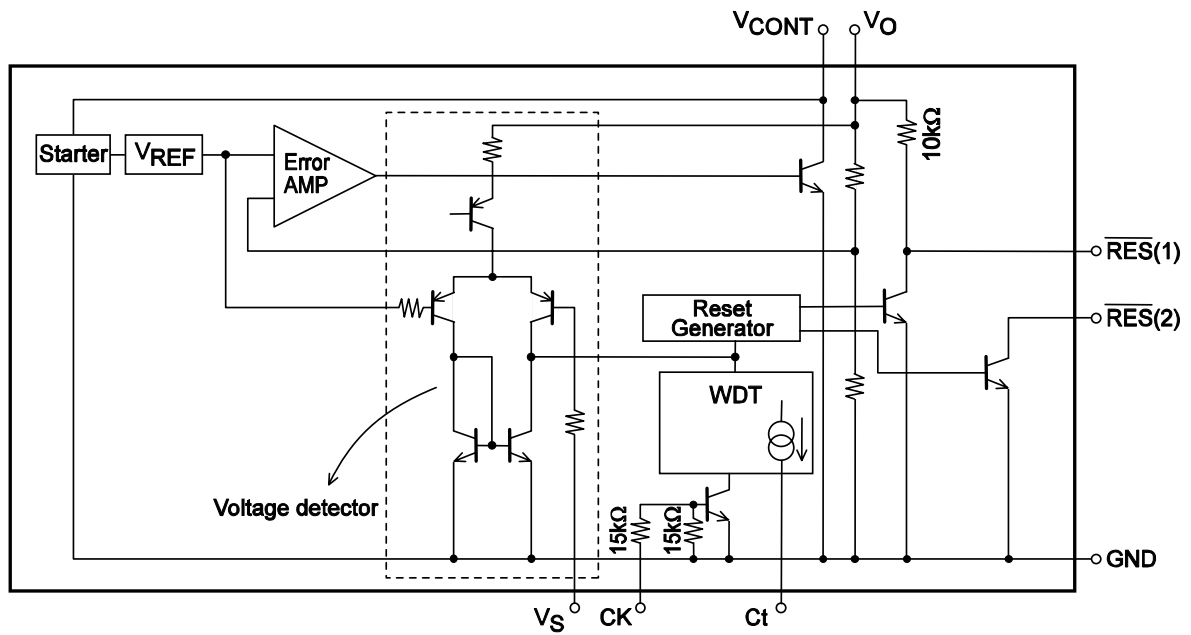 VCONT
VO
Starter
VREF
Error
AMP
10kΩ
RES(1)
Reset
Generator
RES(2)
WDT
Voltage detector
15kΩ
15kΩ
GND
VS
CK
Ct